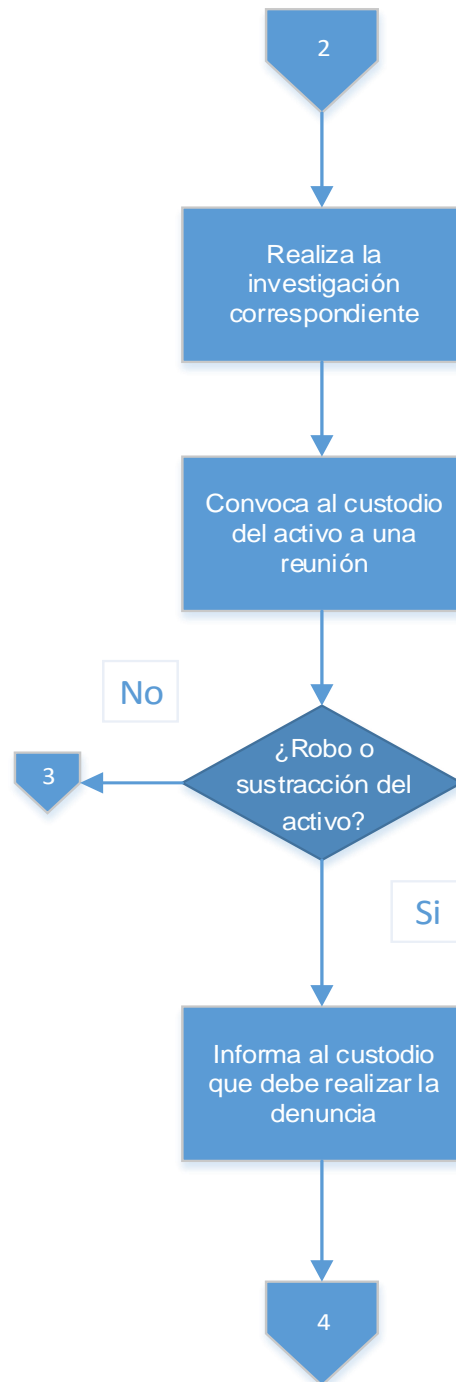 2
Realiza la
investigación
correspondiente
Convoca al custodio
del activo a una
reunión
No
¿Robo o
sustracción del
activo?
3
Si
Informa al custodio
que debe realizar la
denuncia
4